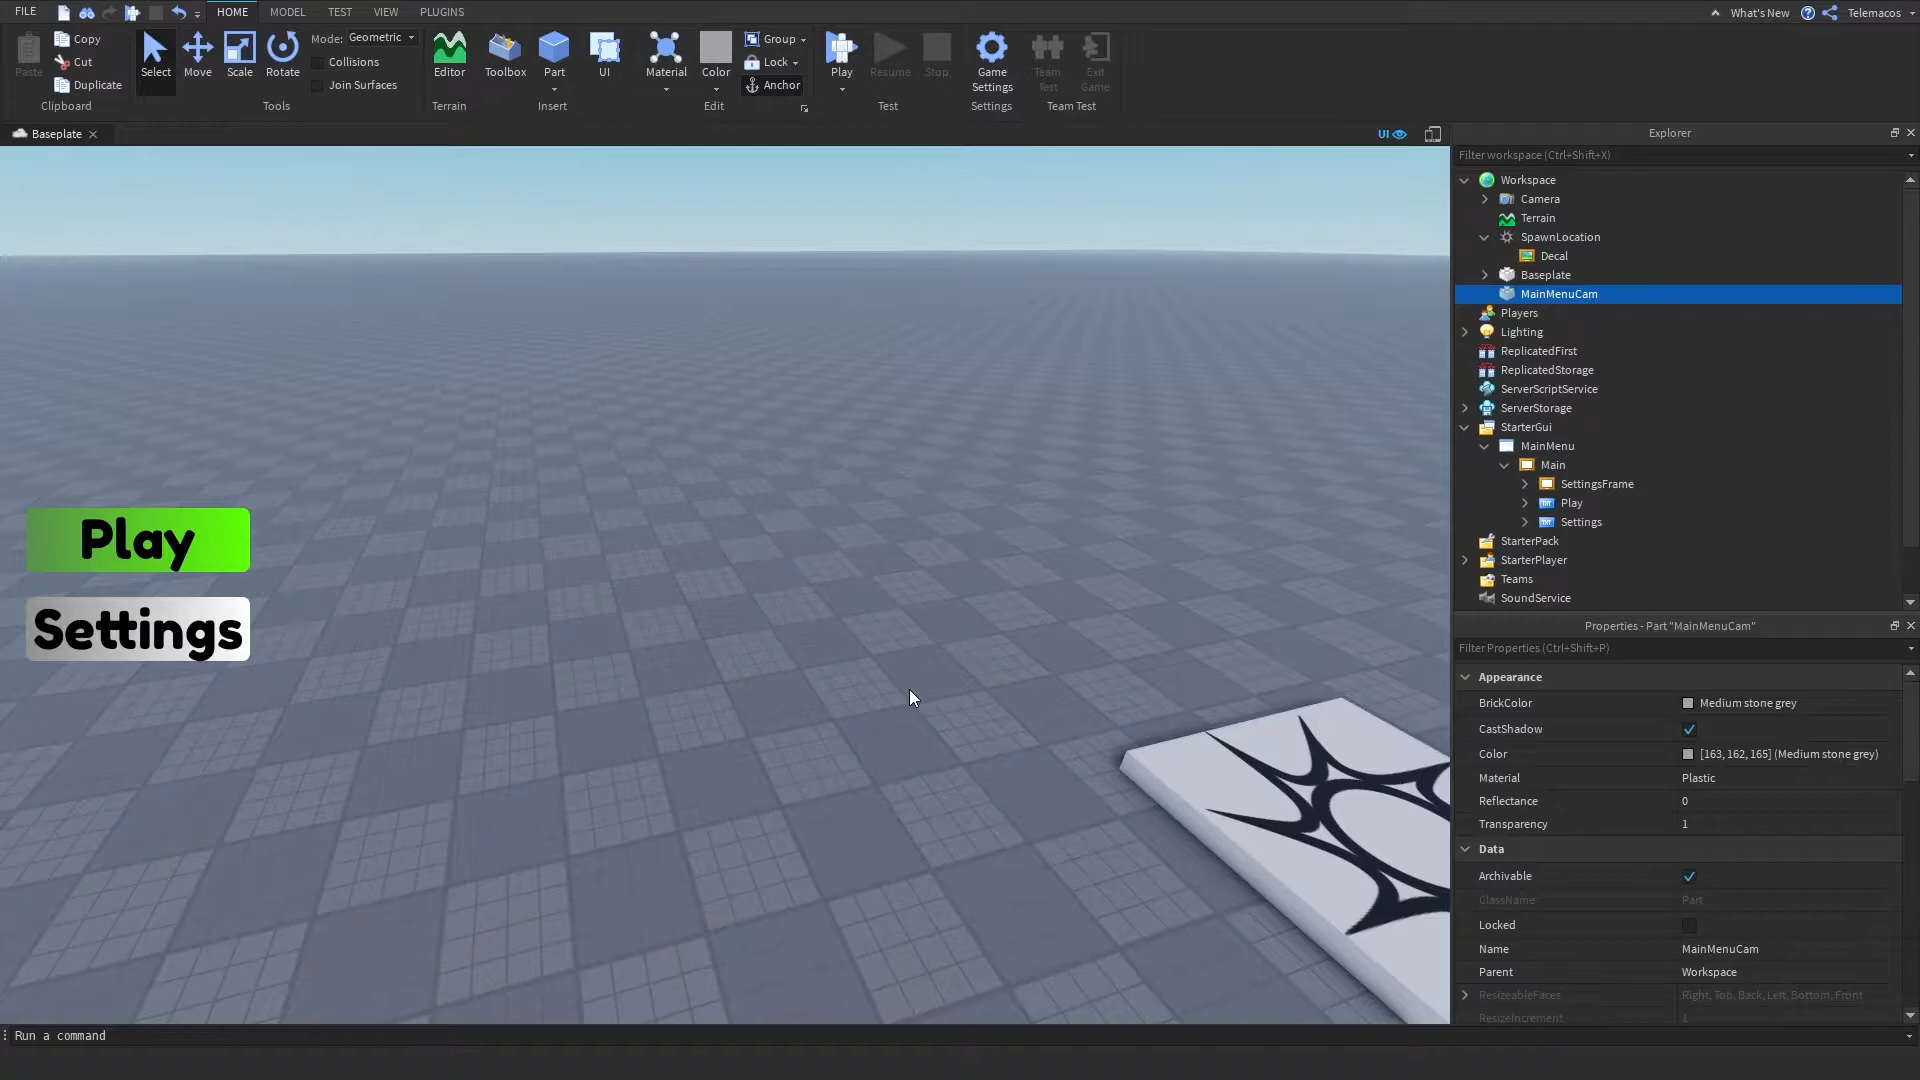 FILE
HOME
MODEL
TEST
VIEW
PLUGINS
What's New
Telemacos
Paste
Copy
Cut
Duplicate
Clipboard
Select
Move
Scale
Rotate
Mode: Geometric
Collisions
Join Surfaces
Tools
Editor
Terrain
Toolbox
Part
UI
Insert
Material
Color
Group
Lock
Anchor
Edit
Play
Resume
Stop
Test
Game
Settings
Settings
Team
Test
Exit
Game
Team Test
Baseplate
UI
Play
Settings
Explorer
Filter workspace (Ctrl+Shift+X)
Workspace
Camera
Terrain
SpawnLocation
Decal
Baseplate
MainMenuCam
Players
Lighting
ReplicatedFirst
ReplicatedStorage
ServerScriptService
ServerStorage
StarterGui
MainMenu
Main
SettingsFrame
Play
Settings
StarterPack
StarterPlayer
Teams
SoundService
Properties - Part "MainMenuCam"
Filter Properties (Ctrl+Shift+P)
Appearance
BrickColor Medium stone grey
CastShadow
Color [163, 162, 165] (Medium stone grey)
Material Plastic
Reflectance 0
Transparency 1
Data
Archivable
ClassName Part
Locked
Name MainMenuCam
Parent Workspace
ResizeableFaces Right, Top, Back, Left, Bottom, Front
ResizeIncrement 1
Run a command